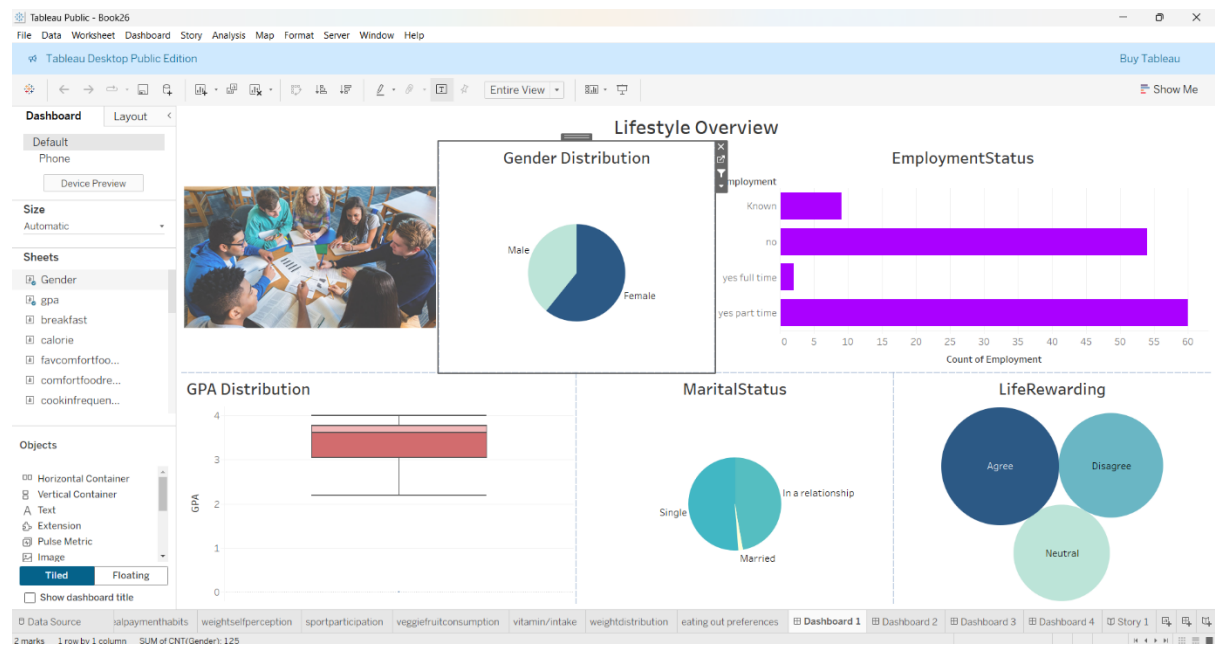 Tableau Public - Book26
File Data Worksheet Dashboard Story Analysis Map Format Server Window Help
Tableau Desktop Public Edition Buy Tableau
Entire View Show Me
Dashboard Layout
Default
Phone
Device Preview
Size
Automatic
Sheets
Gender
gpa
breakfast
calorie
favcomfortfoo...
comfortfoodre...
cookinfrequen...
Objects
Horizontal Container
Vertical Container
Text
Extension
Pulse Metric
Image
Tiled Floating
Show dashboard title
Lifestyle Overview
Gender Distribution
Male
Female
EmploymentStatus
mployment
Known
no
yes full time
yes part time
0 5 10 15 20 25 30 35 40 45 50 55 60
Count of Employment
GPA Distribution
4
3
2
1
0
GPA
MaritalStatus
In a relationship
Single
Married
LifeRewarding
Agree
Disagree
Neutral
Data Source salpaymenthabits weightselfperception sportparticipation veggiefruitconsumption vitamin/intake weightdistribution eating out preferences Dashboard 1 Dashboard 2 Dashboard 3 Dashboard 4 Story 1
2 marks 1 row by 1 column SUM of CNT(Gender): 125